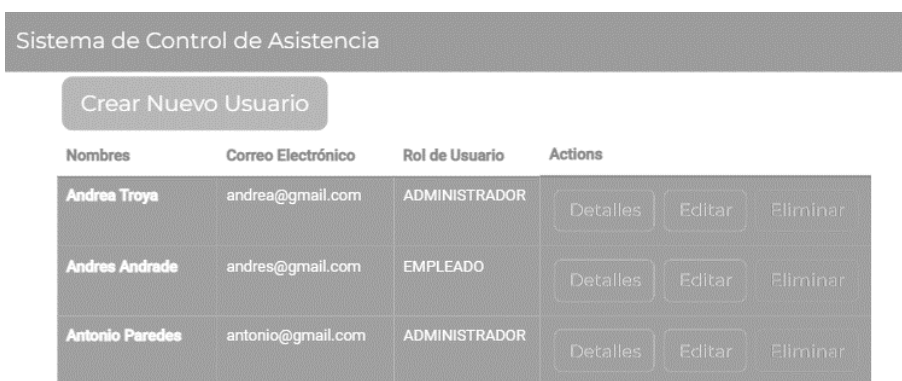 Sistema de Control de Asistencia
Crear Nuevo Usuario
Nombres Correo Electrónico Rol de Usuario Actions
Andrea Troya andrea@gmail.com ADMINISTRADOR Detalles Editar Eliminar
Andres Andrade andres@gmail.com EMPLEADO Detalles Editar Eliminar
Antonio Paredes antonio@gmail.com ADMINISTRADOR Detalles Editar Eliminar